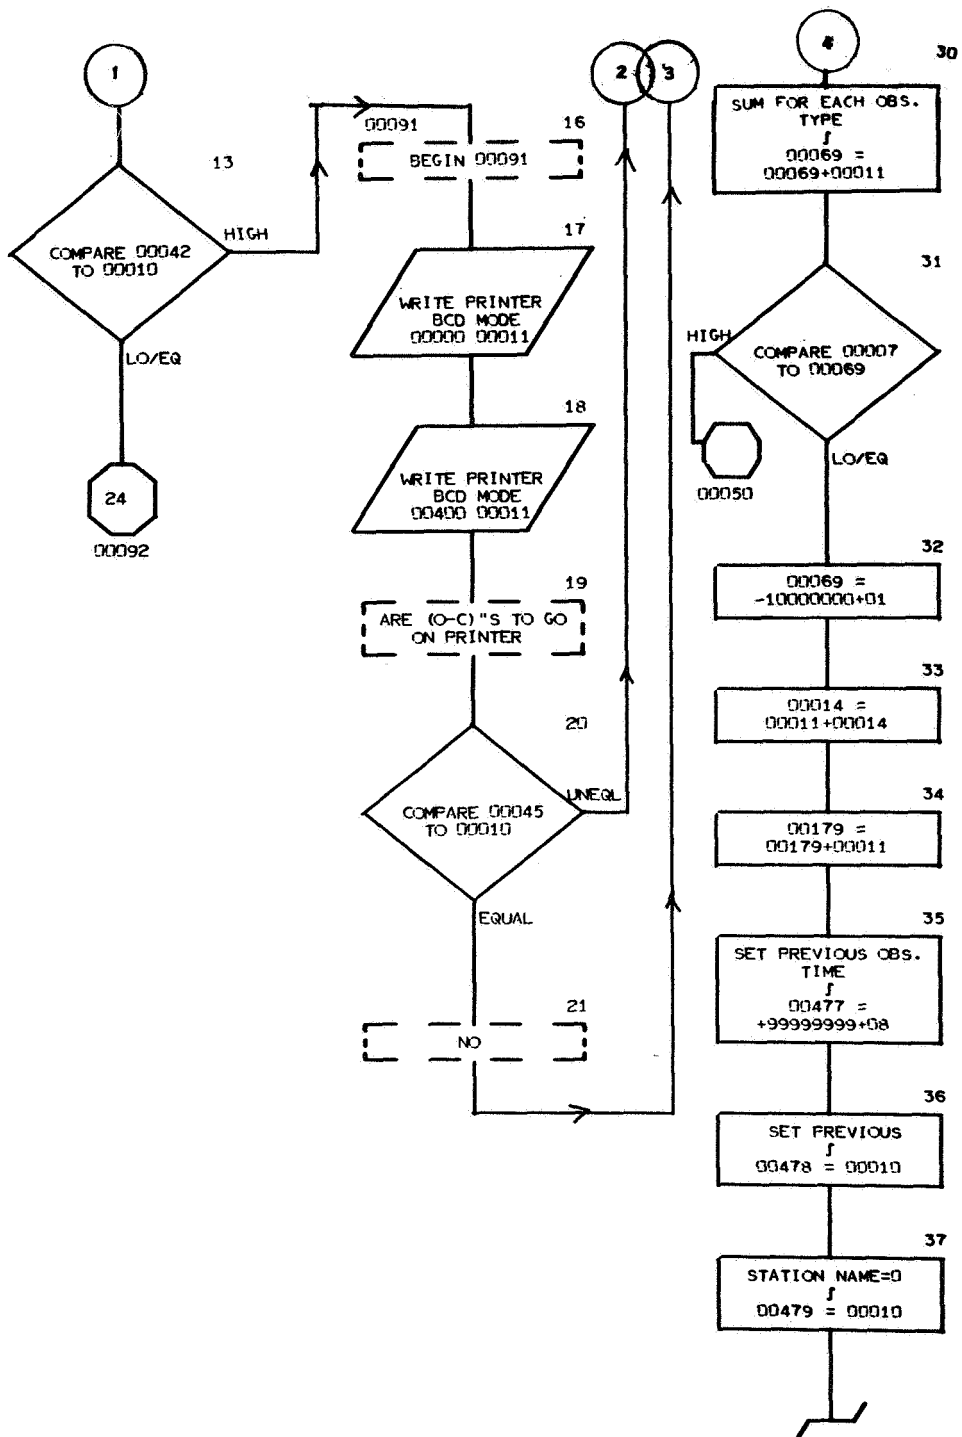 1
13
COMPARE 00042
TO 00010
HIGH
LO/EQ
24
00092
00091
16
BEGIN 00091
17
WRITE PRINTER
BCD MODE
00000 00011
18
WRITE PRINTER
BCD MODE
00400 00011
19
ARE (O-C)"S TO GO
ON PRINTER
20
COMPARE 00045
TO 00010
UNEQL
EQUAL
21
NO
2
3
4
30
SUM FOR EACH OBS.
TYPE
00069 =
00069+00011
31
COMPARE 00007
TO 00069
HIGH
00050
LO/EQ
32
00069 =
-10000000+01
33
00014 =
00011+00014
34
00179 =
00179+00011
35
SET PREVIOUS OBS.
TIME
00477 =
+99999999+08
36
SET PREVIOUS
00478 = 00010
37
STATION NAME=0
00479 = 00010